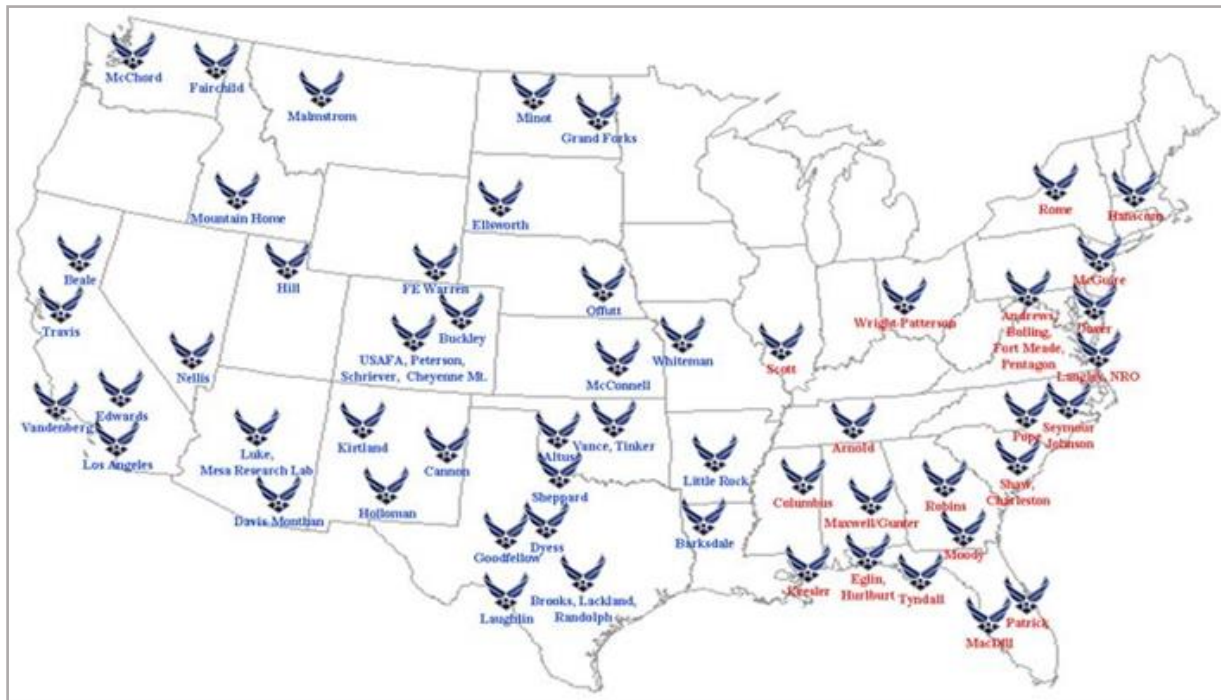 McChord
Fairchild
Malmstrom
Minot
Grand Forks
Mountain Home
Ellsworth
Rome
Hanscom
Beale
Hill
FE Warren
Offutt
McGuire
Travis
Buckley
Wright-Patterson
Andrews,
Bolling,
Fort Meade,
Pentagon
Dover
Nellis
USAFA, Peterson,
Schriever, Cheyenne Mt.
McConnell
Whiteman
Scott
Langley, NRO
Vandenberg
Edwards
Los Angeles
Luke,
Mesa Research Lab
Kirtland
Cannon
Altus
Vance, Tinker
Arnold
Pope
Seymour
Johnson
Davis Monthan
Holloman
Sheppard
Little Rock
Columbus
Maxwell/Gunter
Robins
Shaw,
Charleston
Goodfellow
Dyess
Barksdale
Moody
Laughlin
Brooks, Lackland,
Randolph
Keesler
Eglin,
Hurlburt
Tyndall
Patrick
MacDill